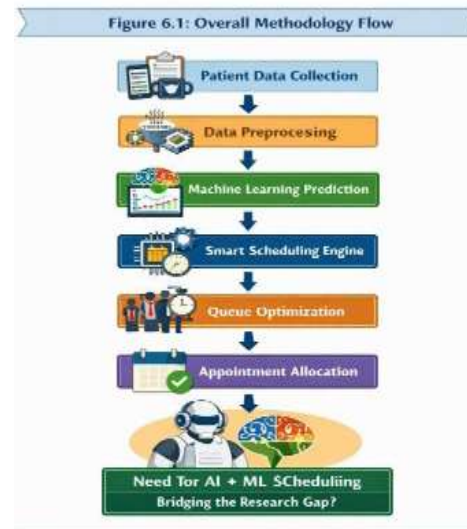 Figure 6.1: Overall Methodology Flow
Patient Data Collection
Data Preprocesing
Machine Learning Prediction
Smart Scheduling Engine
Queue Optimization
Appointment Allocation
Need Tor AI + ML SCheduliing
Bridging the Research Gap?